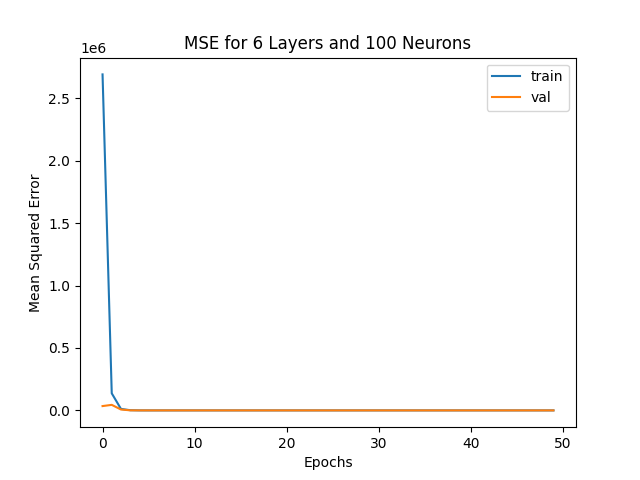 MSE for 6 Layers and 100 Neurons
1e6
train
val
2.5
2.0
1.5
1.0
0.5
0.0
Mean Squared Error
0 10 20 30 40 50
Epochs